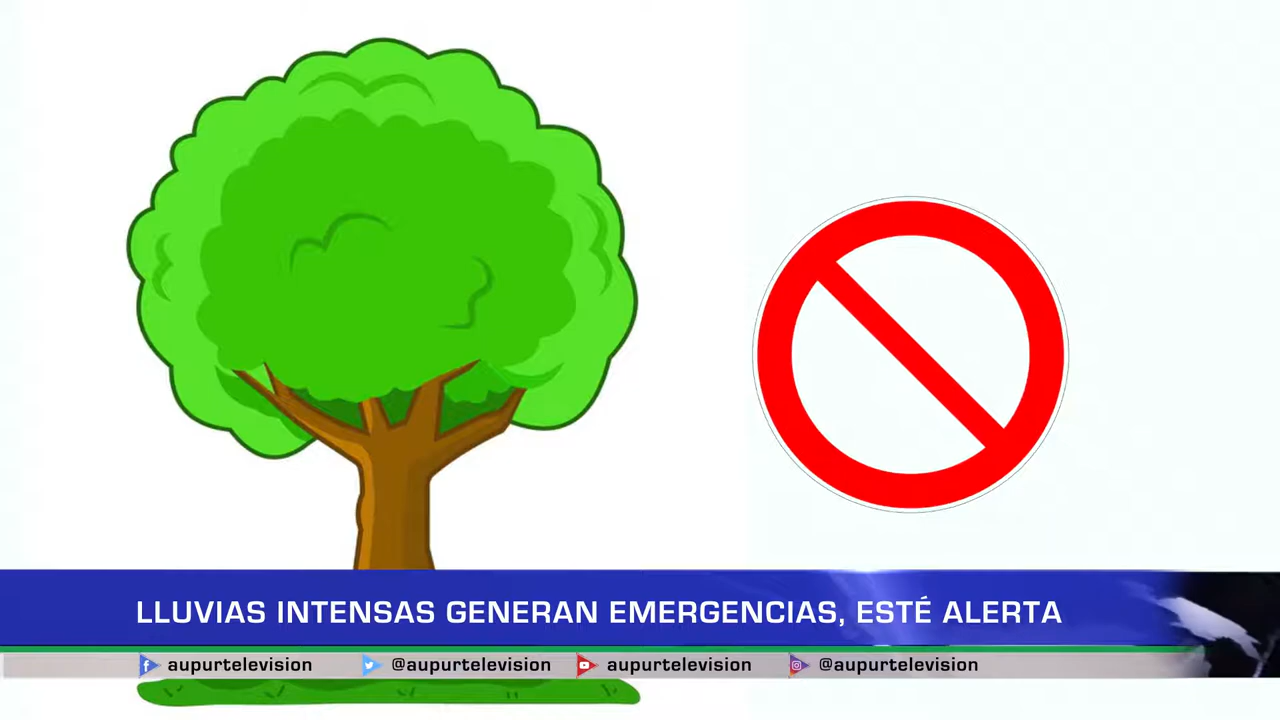 LLUVIAS INTENSAS GENERAN EMERGENCIAS, ESTÉ ALERTA
aupurtelevision @aupurtelevision aupurtelevision @aupurtelevision